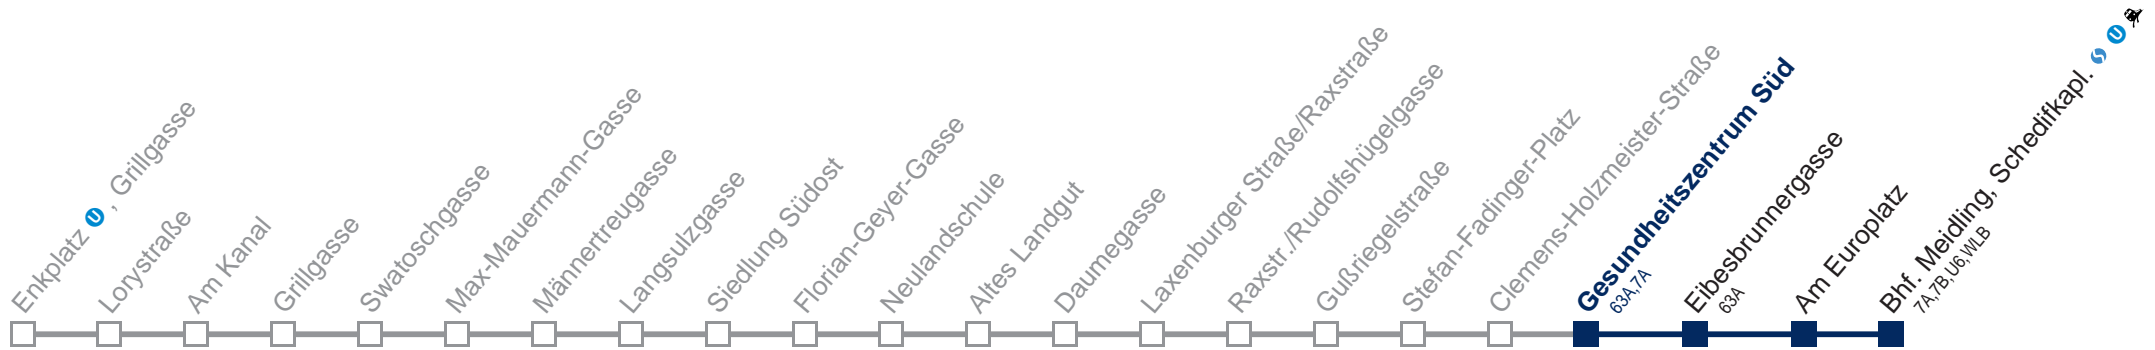 Enkplatz U , Grillgasse
Lorystraße
Am Kanal
Grillgasse
Swatoschgasse
Max-Mauermann-Gasse
Männertreugasse
Langsulzgasse
Siedlung Südost
Florian-Geyer-Gasse
Neulandschule
Altes Landgut
Daumegasse
Laxenburger Straße/Raxstraße
Raxstr./Rudolfshügelgasse
Gußriegelstraße
Stefan-Fadinger-Platz
Clemens-Holzmeister-Straße
Gesundheitszentrum Süd
63A,7A
Eibesbrunnergasse
63A
Am Europlatz
Bhf. Meidling, Schedifkapl. S U
7A,7B,U6,WLB